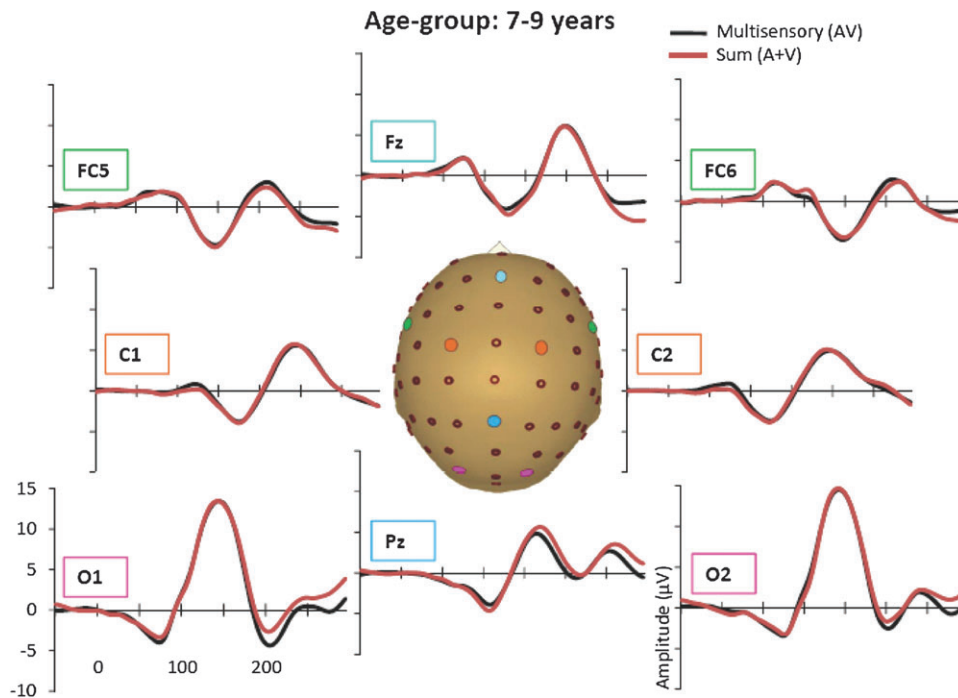 Age-group: 7-9 years
Multisensory (AV)
Sum (A+V)
FC5
Fz
FC6
C1
C2
15
10
5
0
-5
-10
O1
0
100
200
Pz
O2
Amplitude (μV)